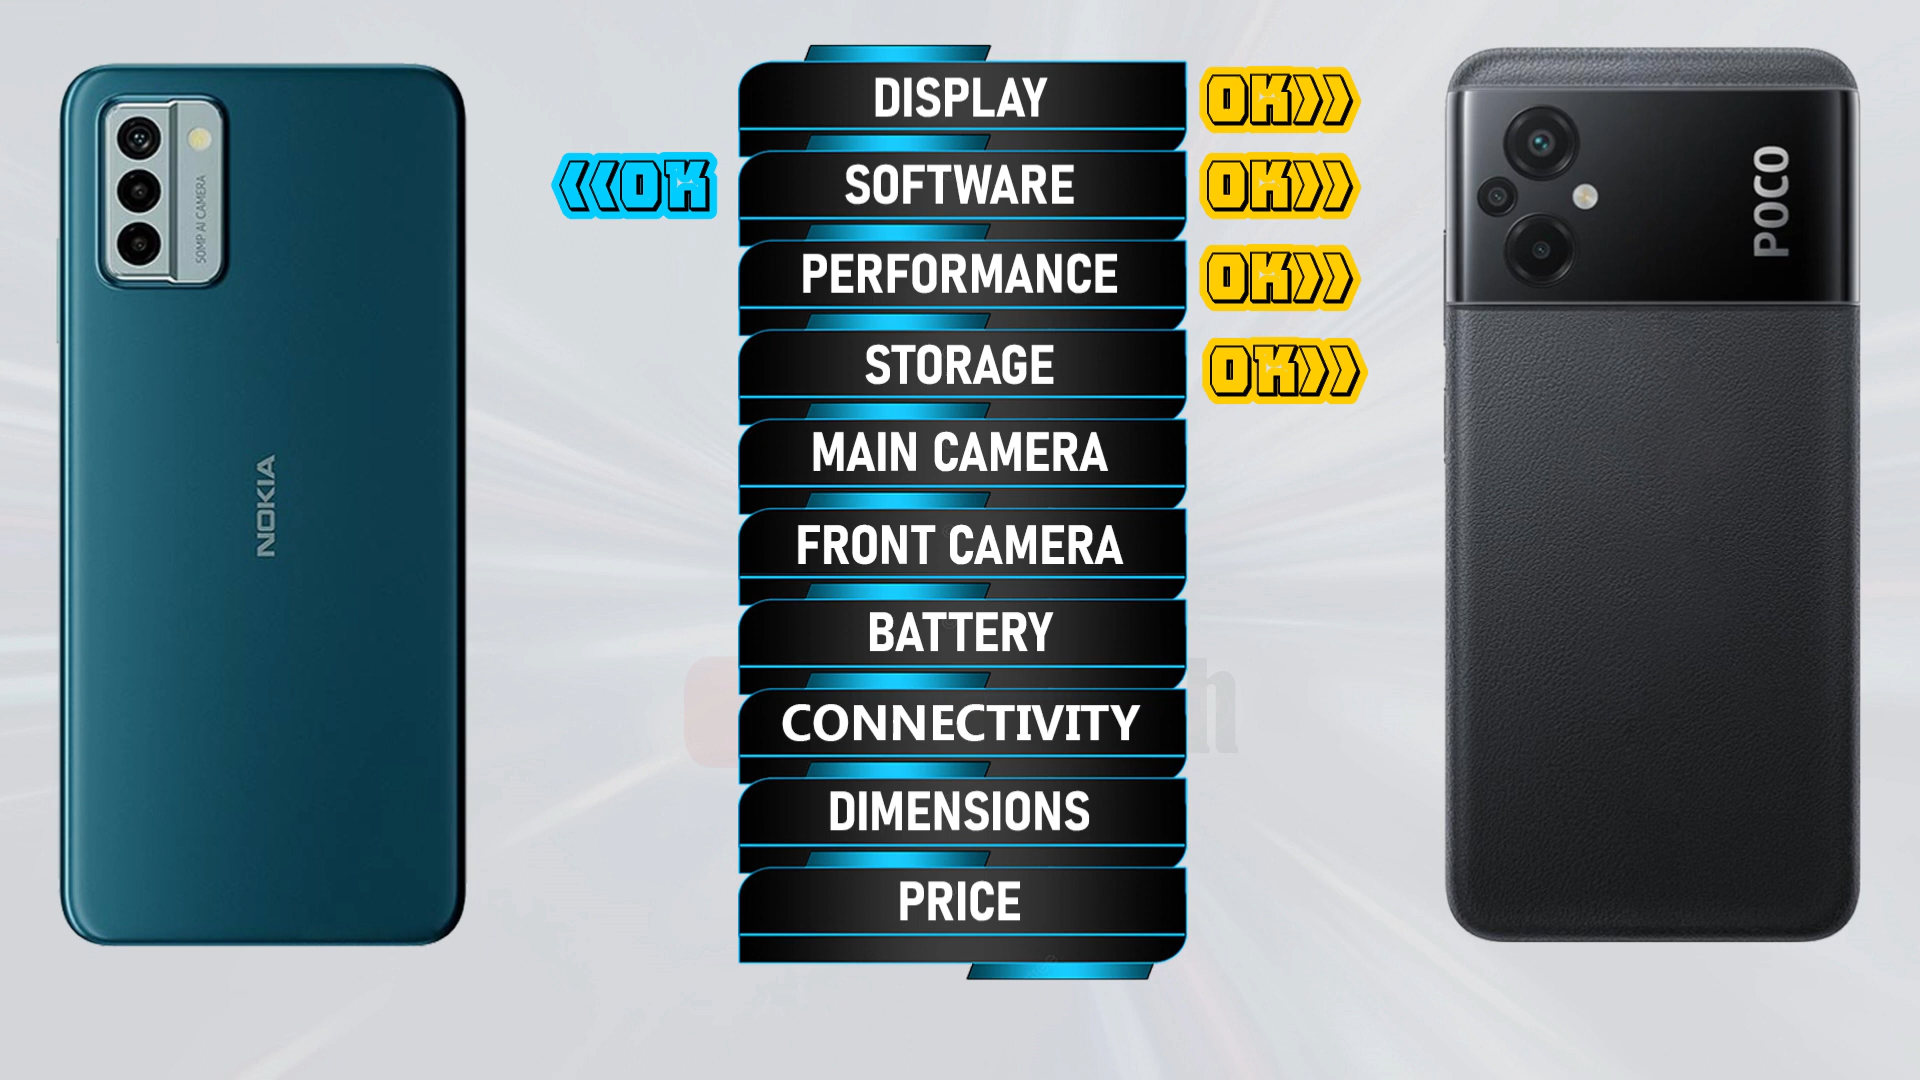 DISPLAY
OK
SOFTWARE
OK
OK
PERFORMANCE
OK
STORAGE
OK
MAIN CAMERA
FRONT CAMERA
BATTERY
CONNECTIVITY
DIMENSIONS
PRICE
50MP AI CAMERA
NOKIA
POCO